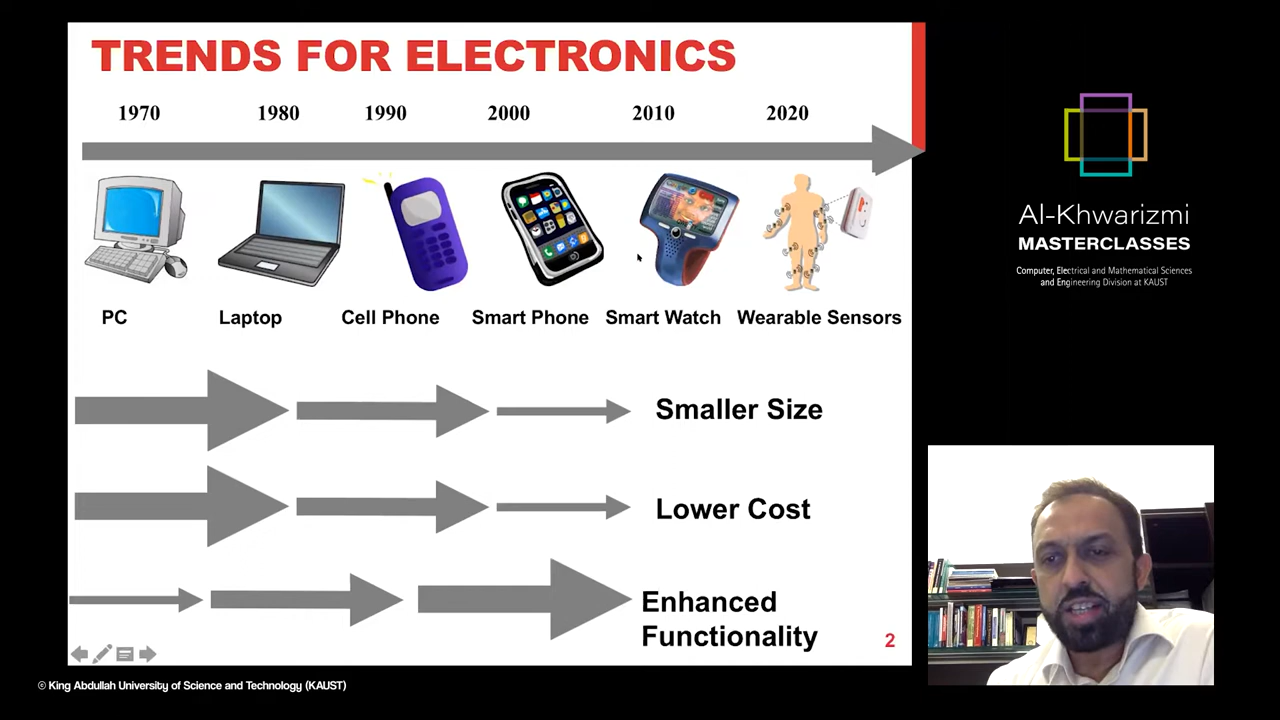 TRENDS FOR ELECTRONICS
1970 1980 1990 2000 2010 2020
PC Laptop Cell Phone Smart Phone Smart Watch Wearable Sensors
Smaller Size
Lower Cost
Enhanced
Functionality
2
© King Abdullah University of Science and Technology (KAUST)
Al-Khwarizmi
MASTERCLASSES
Computer, Electrical and Mathematical Sciences
and Engineering Division at KAUST